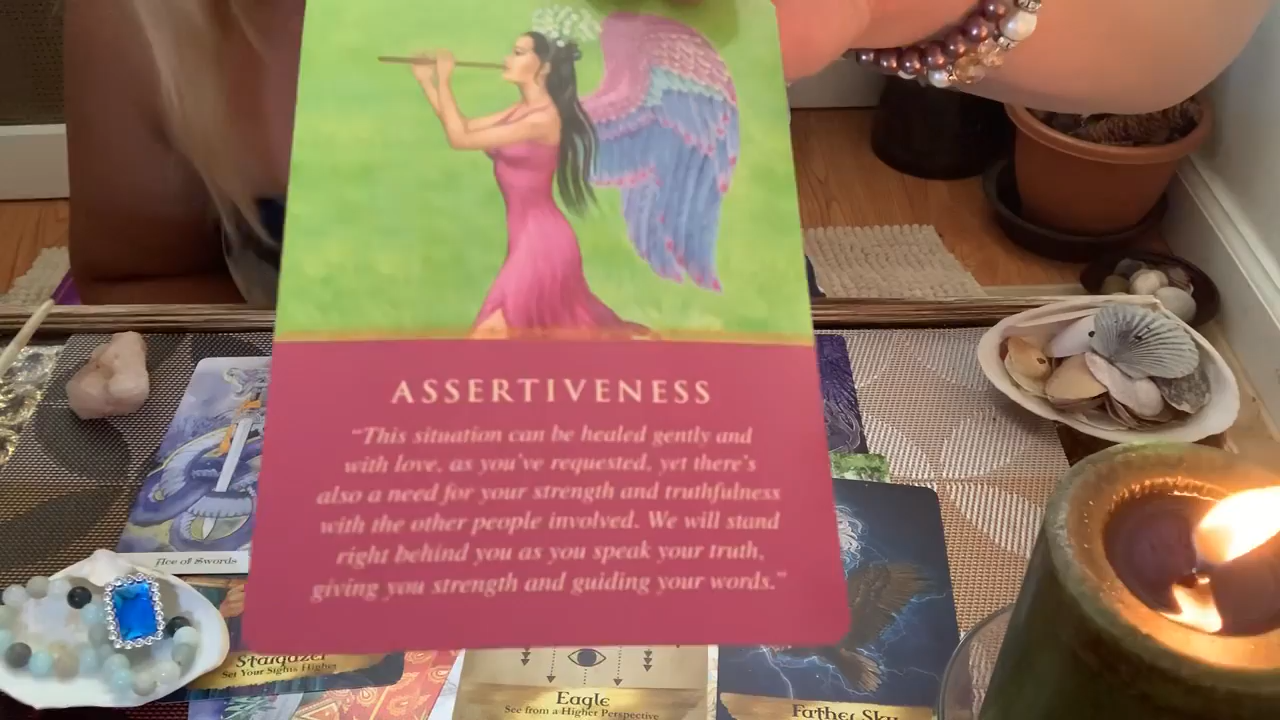 ASSERTIVENESS
"This situation can be healed gently and
with love, as you've requested, yet there's
also a need for your strength and truthfulness
with the other people involved. We will stand
right behind you as you speak your truth,
giving you strength and guiding your words."
Ace of Swords
Stargazer
Set Your Sights Higher
Eagle
See from a Higher Perspective
Father Sky